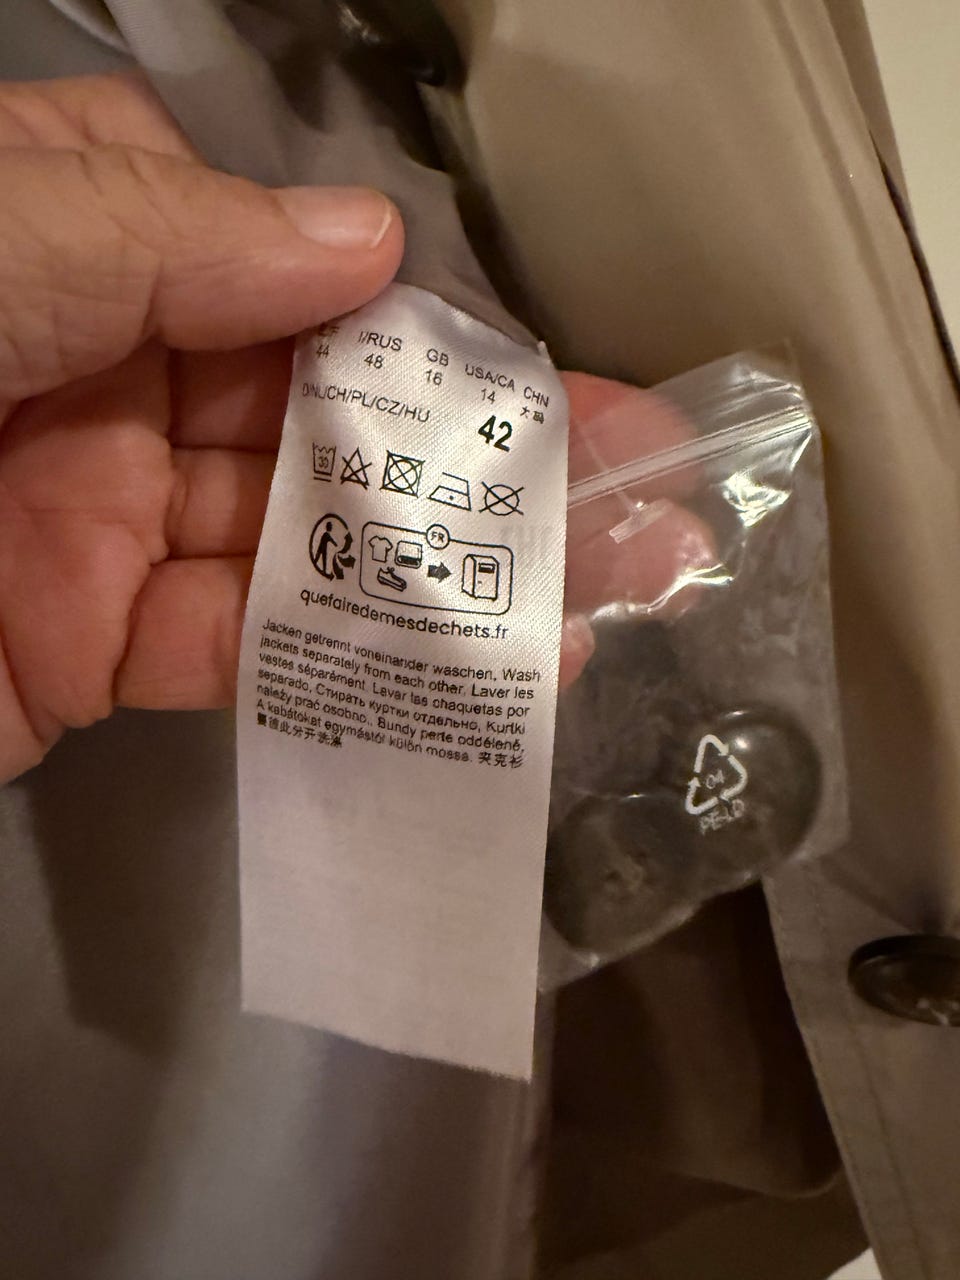 I/RUS GB USA/CA CHN
44 48 16 14 大码
D/NL/CH/PL/CZ/HU 42
30
FR
quefairedemesdechets.fr
Jacken getrennt voneinander waschen, Wash
jackets separately from each other, Laver les
vestes séparément, Lavar las chaquetas por
separado, Стирать куртки отдельно, Kurtki
należy prać osobno., Bundy perte odděleně,
A kabátokat egymástól külön mossa. 夹克衫
要彼此分开洗涤
04
PE-LD